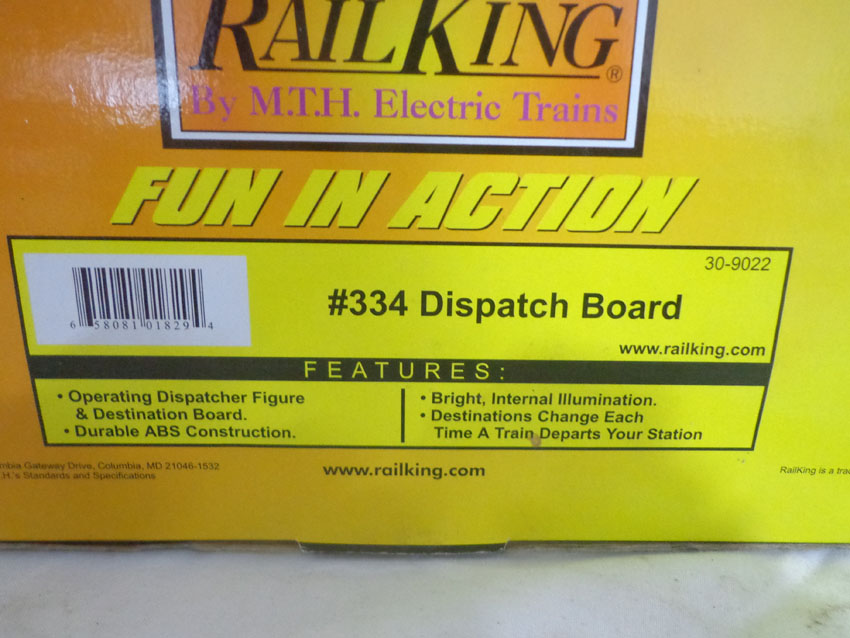 RAILKING®
By M.T.H. Electric Trains
FUN IN ACTION
30-9022
6 58081 01829 4
#334 Dispatch Board
www.railking.com
FEATURES:
• Operating Dispatcher Figure
& Destination Board.
• Durable ABS Construction.
• Bright, Internal Illumination.
• Destinations Change Each
Time A Train Departs Your Station
Gateway Drive, Columbia, MD 21046-1532
H.'s Standards and Specifications
www.railking.com
RailKing is a